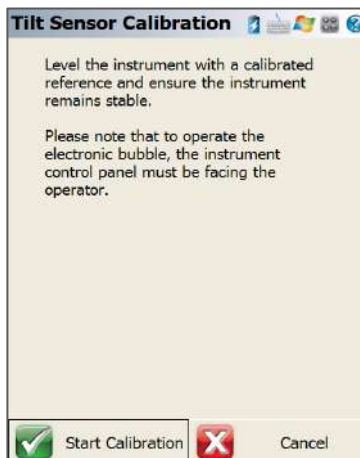 Tilt Sensor Calibration
Level the instrument with a calibrated
reference and ensure the instrument
remains stable.
Please note that to operate the
electronic bubble, the instrument
control panel must be facing the
operator.
Start Calibration
Cancel